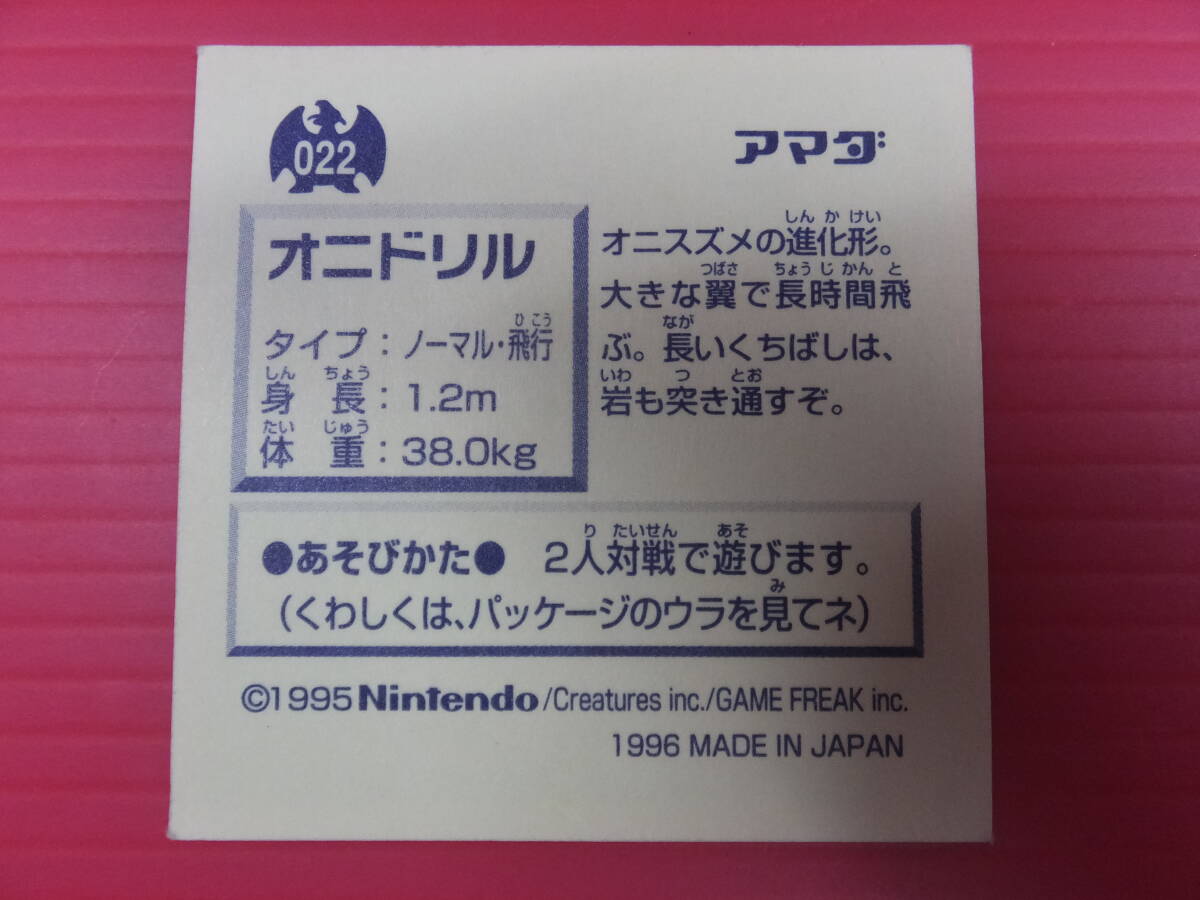 022
アマダ
オニドリル
タイプ：ノーマル・飛行
身長：1.2m
体重：38.0kg
オニスズメの進化形。
大きな翼で長時間飛
ぶ。長いくちばしは、
岩も突き通すぞ。
●あそびかた● 2人対戦で遊びます。
(くわしくは、パッケージのウラを見てネ)
©1995 Nintendo/Creatures inc./GAME FREAK inc.
1996 MADE IN JAPAN